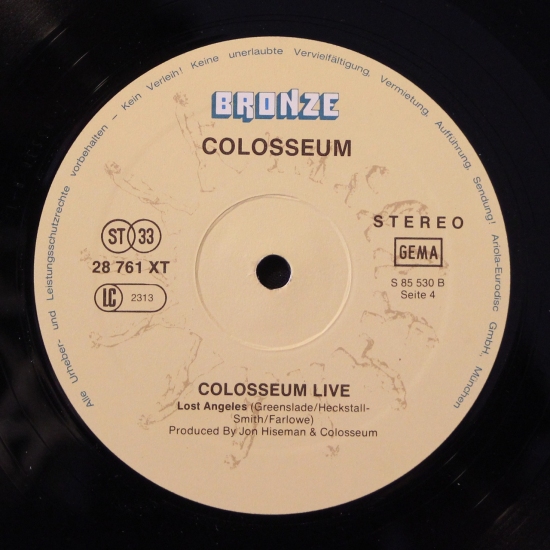 Alle Urheber- und Leistungsschutzrechte vorbehalten – Kein Verleih! Keine unerlaubte Vervielfältigung, Vermietung, Aufführung, Sendung! Ariola-Eurodisc GmbH., München
BRONZE
COLOSSEUM
STEREO
ST 33
GEMA
28 761 XT
S 85 530 B
LC 2313
Seite 4
COLOSSEUM LIVE
Lost Angeles (Greenslade/Heckstall-
Smith/Farlowe)
Produced By Jon Hiseman & Colosseum